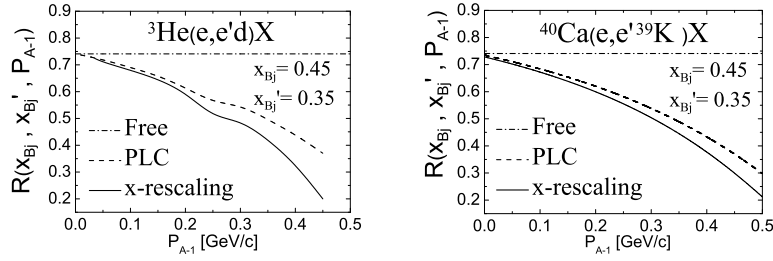 ³He(e,e'd)X
R(x_Bj , x_Bj' , P_A-1)
0.9
0.8
0.7
0.6
0.5
0.4
0.3
0.2
x_Bj= 0.45
x_Bj'= 0.35
Free
PLC
x-rescaling
0.0 0.1 0.2 0.3 0.4 0.5
P_A-1 [GeV/c]
⁴⁰Ca(e,e'³⁹K )X
R(x_Bj , x_Bj' , P_A-1)
0.9
0.8
0.7
0.6
0.5
0.4
0.3
0.2
x_Bj= 0.45
x_Bj'= 0.35
Free
PLC
x-rescaling
0.0 0.1 0.2 0.3 0.4 0.5
P_A-1 [GeV/c]